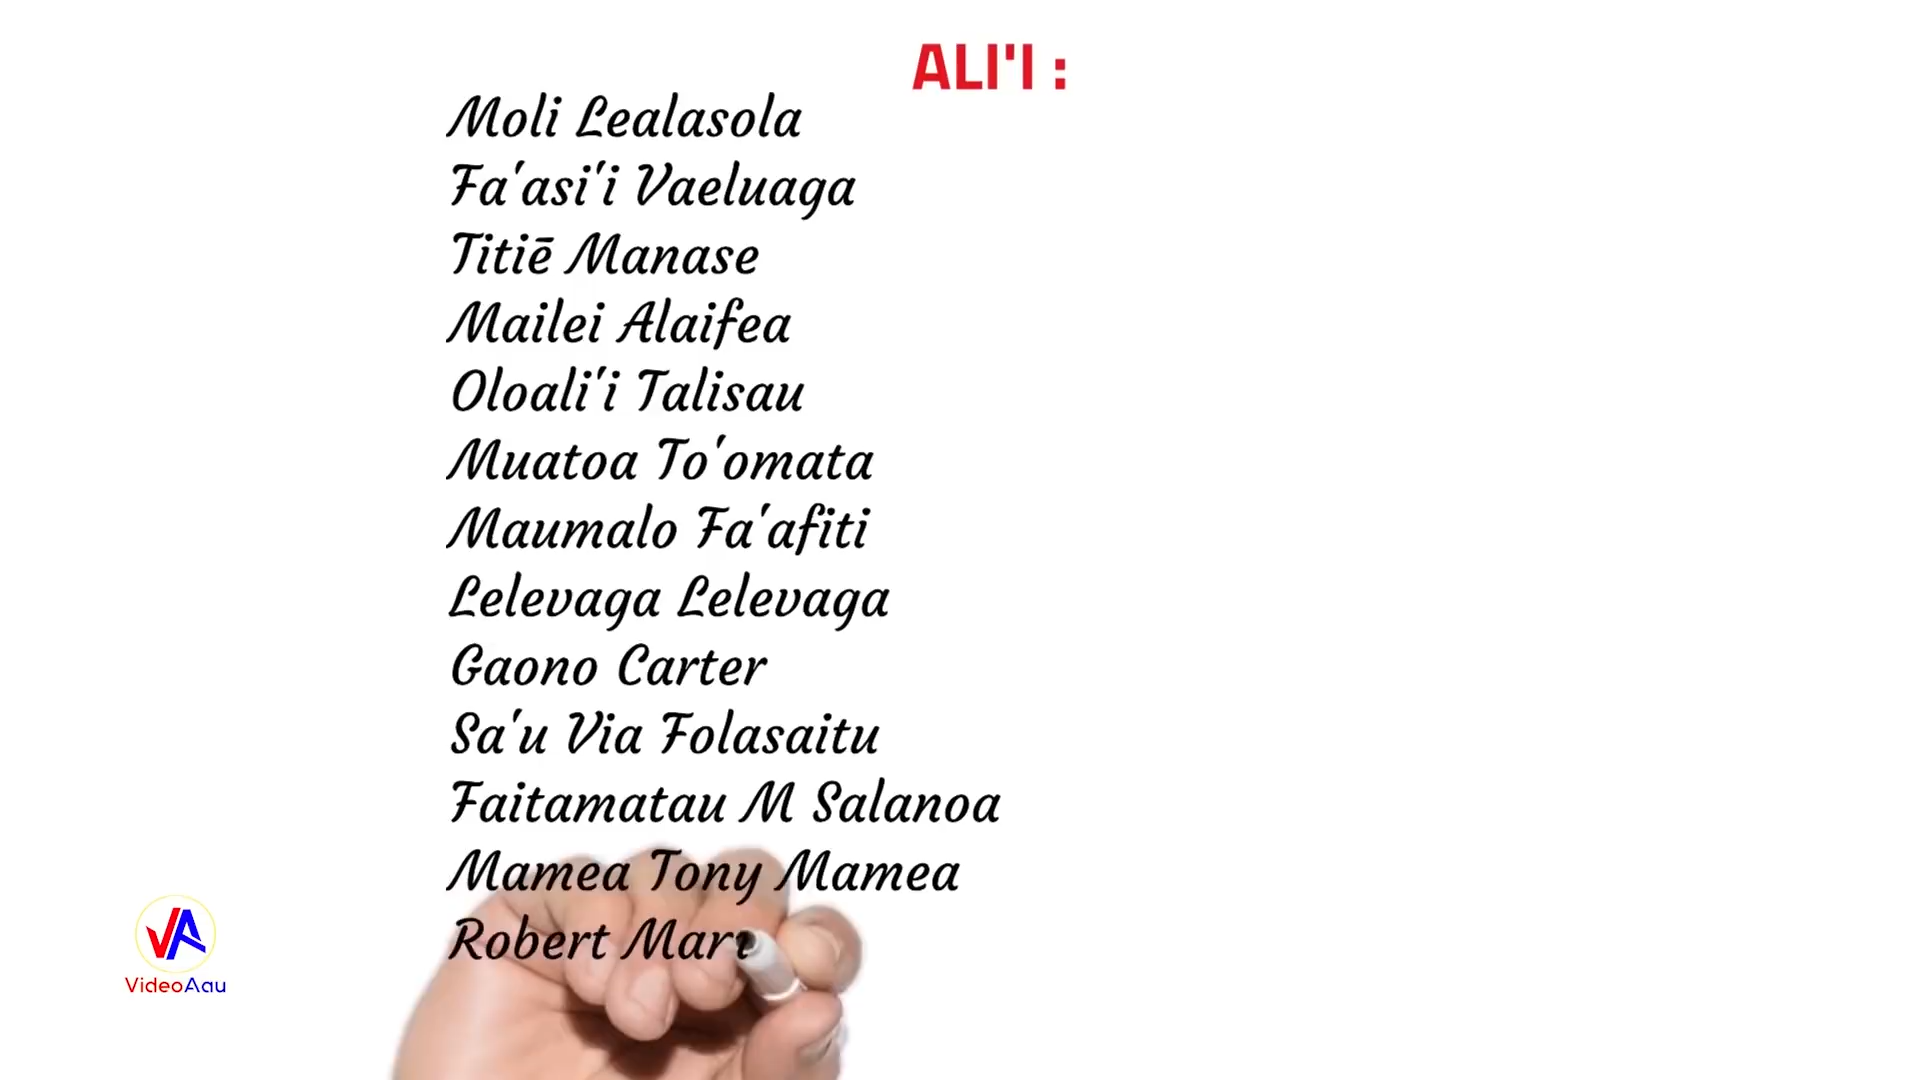 ALI'I :
Moli Lealasola
Fa'asi'i Vaeluaga
Titiē Manase
Mailei Alaifea
Oloali'i Talisau
Muatoa To'omata
Maumalo Fa'afiti
Lelevaga Lelevaga
Gaono Carter
Sa'u Via Folasaitu
Faitamatau M Salanoa
Mamea Tony Mamea
Robert
VA
VideoAau